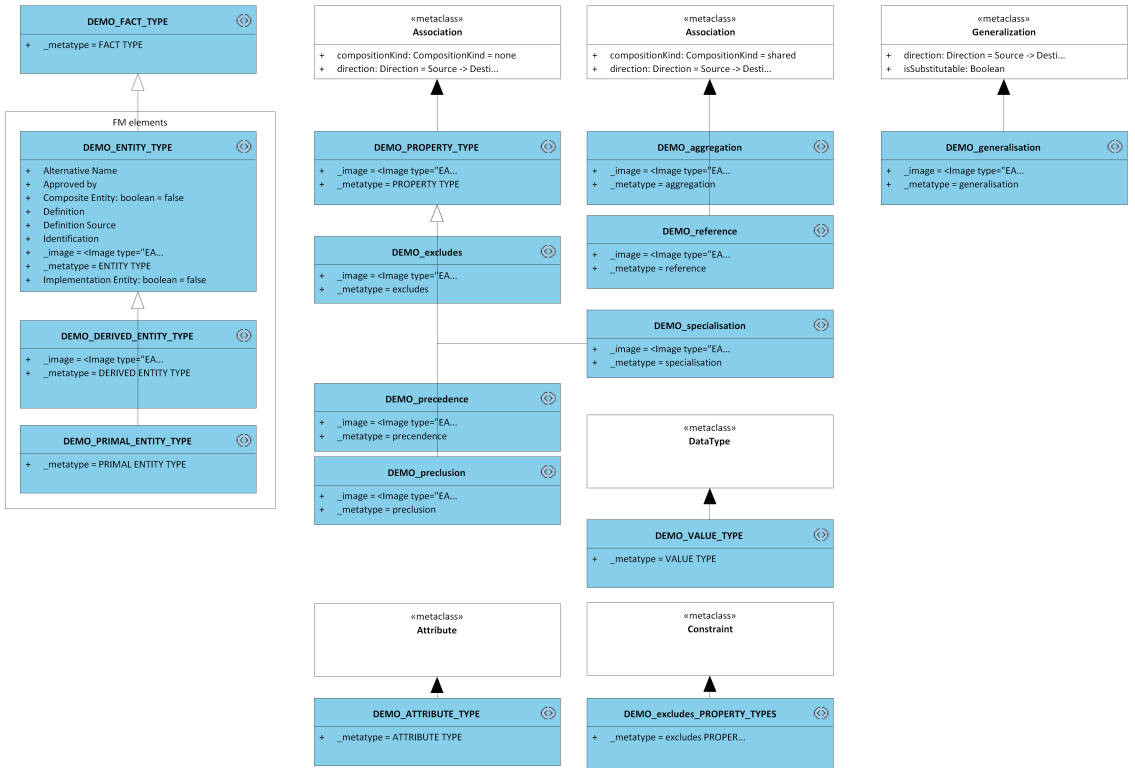 DEMO_FACT_TYPE
+ _metatype = FACT TYPE
FM elements
DEMO_ENTITY_TYPE
+ Alternative Name
+ Approved by
+ Composite Entity: boolean = false
+ Definition
+ Definition Source
+ Identification
+ _image = <Image type="EA...
+ _metatype = ENTITY TYPE
+ Implementation Entity: boolean = false
DEMO_DERIVED_ENTITY_TYPE
+ _image = <Image type="EA...
+ _metatype = DERIVED ENTITY TYPE
DEMO_PRIMAL_ENTITY_TYPE
+ _metatype = PRIMAL ENTITY TYPE
«metaclass»
Association
+ compositionKind: CompositionKind = none
+ direction: Direction = Source -> Desti...
DEMO_PROPERTY_TYPE
+ _image = <Image type="EA...
+ _metatype = PROPERTY TYPE
DEMO_excludes
+ _image = <Image type="EA...
+ _metatype = excludes
DEMO_precedence
+ _image = <Image type="EA...
+ _metatype = precendence
DEMO_preclusion
+ _image = <Image type="EA...
+ _metatype = preclusion
«metaclass»
Attribute
DEMO_ATTRIBUTE_TYPE
+ _metatype = ATTRIBUTE TYPE
«metaclass»
Association
+ compositionKind: CompositionKind = shared
+ direction: Direction = Source -> Desti...
DEMO_aggregation
+ _image = <Image type="EA...
+ _metatype = aggregation
DEMO_reference
+ _image = <Image type="EA...
+ _metatype = reference
DEMO_specialisation
+ _image = <Image type="EA...
+ _metatype = specialisation
«metaclass»
DataType
DEMO_VALUE_TYPE
+ _metatype = VALUE TYPE
«metaclass»
Constraint
DEMO_excludes_PROPERTY_TYPES
+ _metatype = excludes PROPER...
«metaclass»
Generalization
+ direction: Direction = Source -> Desti...
+ isSubstitutable: Boolean
DEMO_generalisation
+ _image = <Image type="EA...
+ _metatype = generalisation